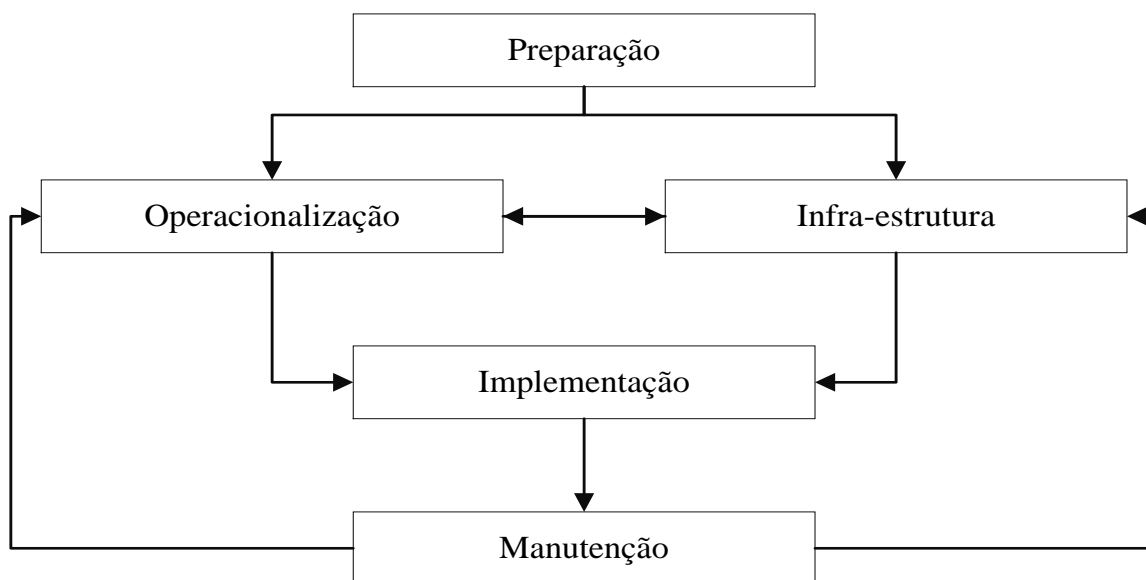 Preparação
Operacionalização
Infra-estrutura
Implementação
Manutenção